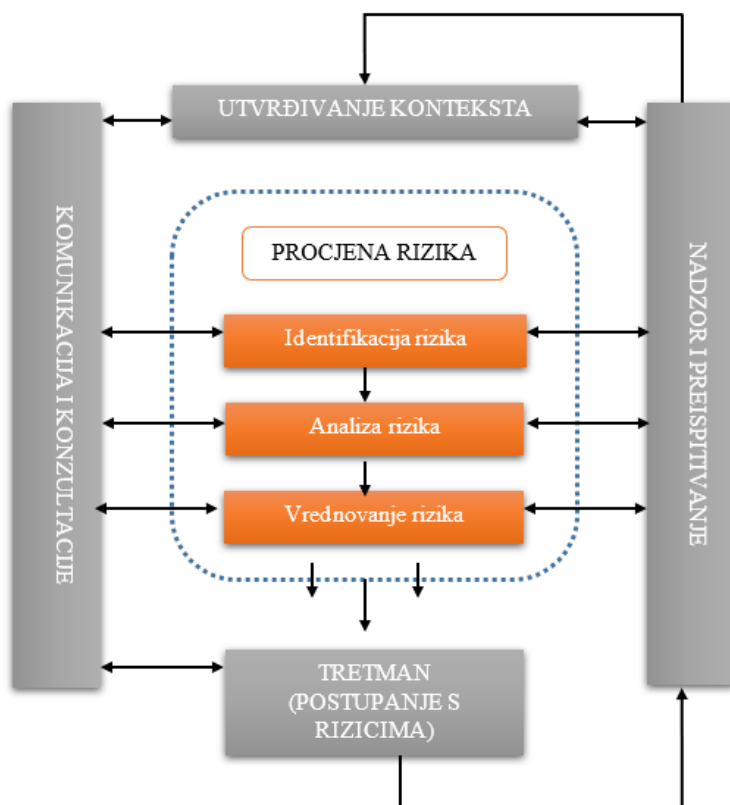 UTVRĐIVANJE KONTEKSTA
KOMUNIKACIJA I KONZULTACIJE
PROCJENA RIZIKA
Identifikacija rizika
Analiza rizika
Vrednovanje rizika
NADZOR I PREISPITIVANJE
TRETMAN
(POSTUPANJE S
RIZICIMA)